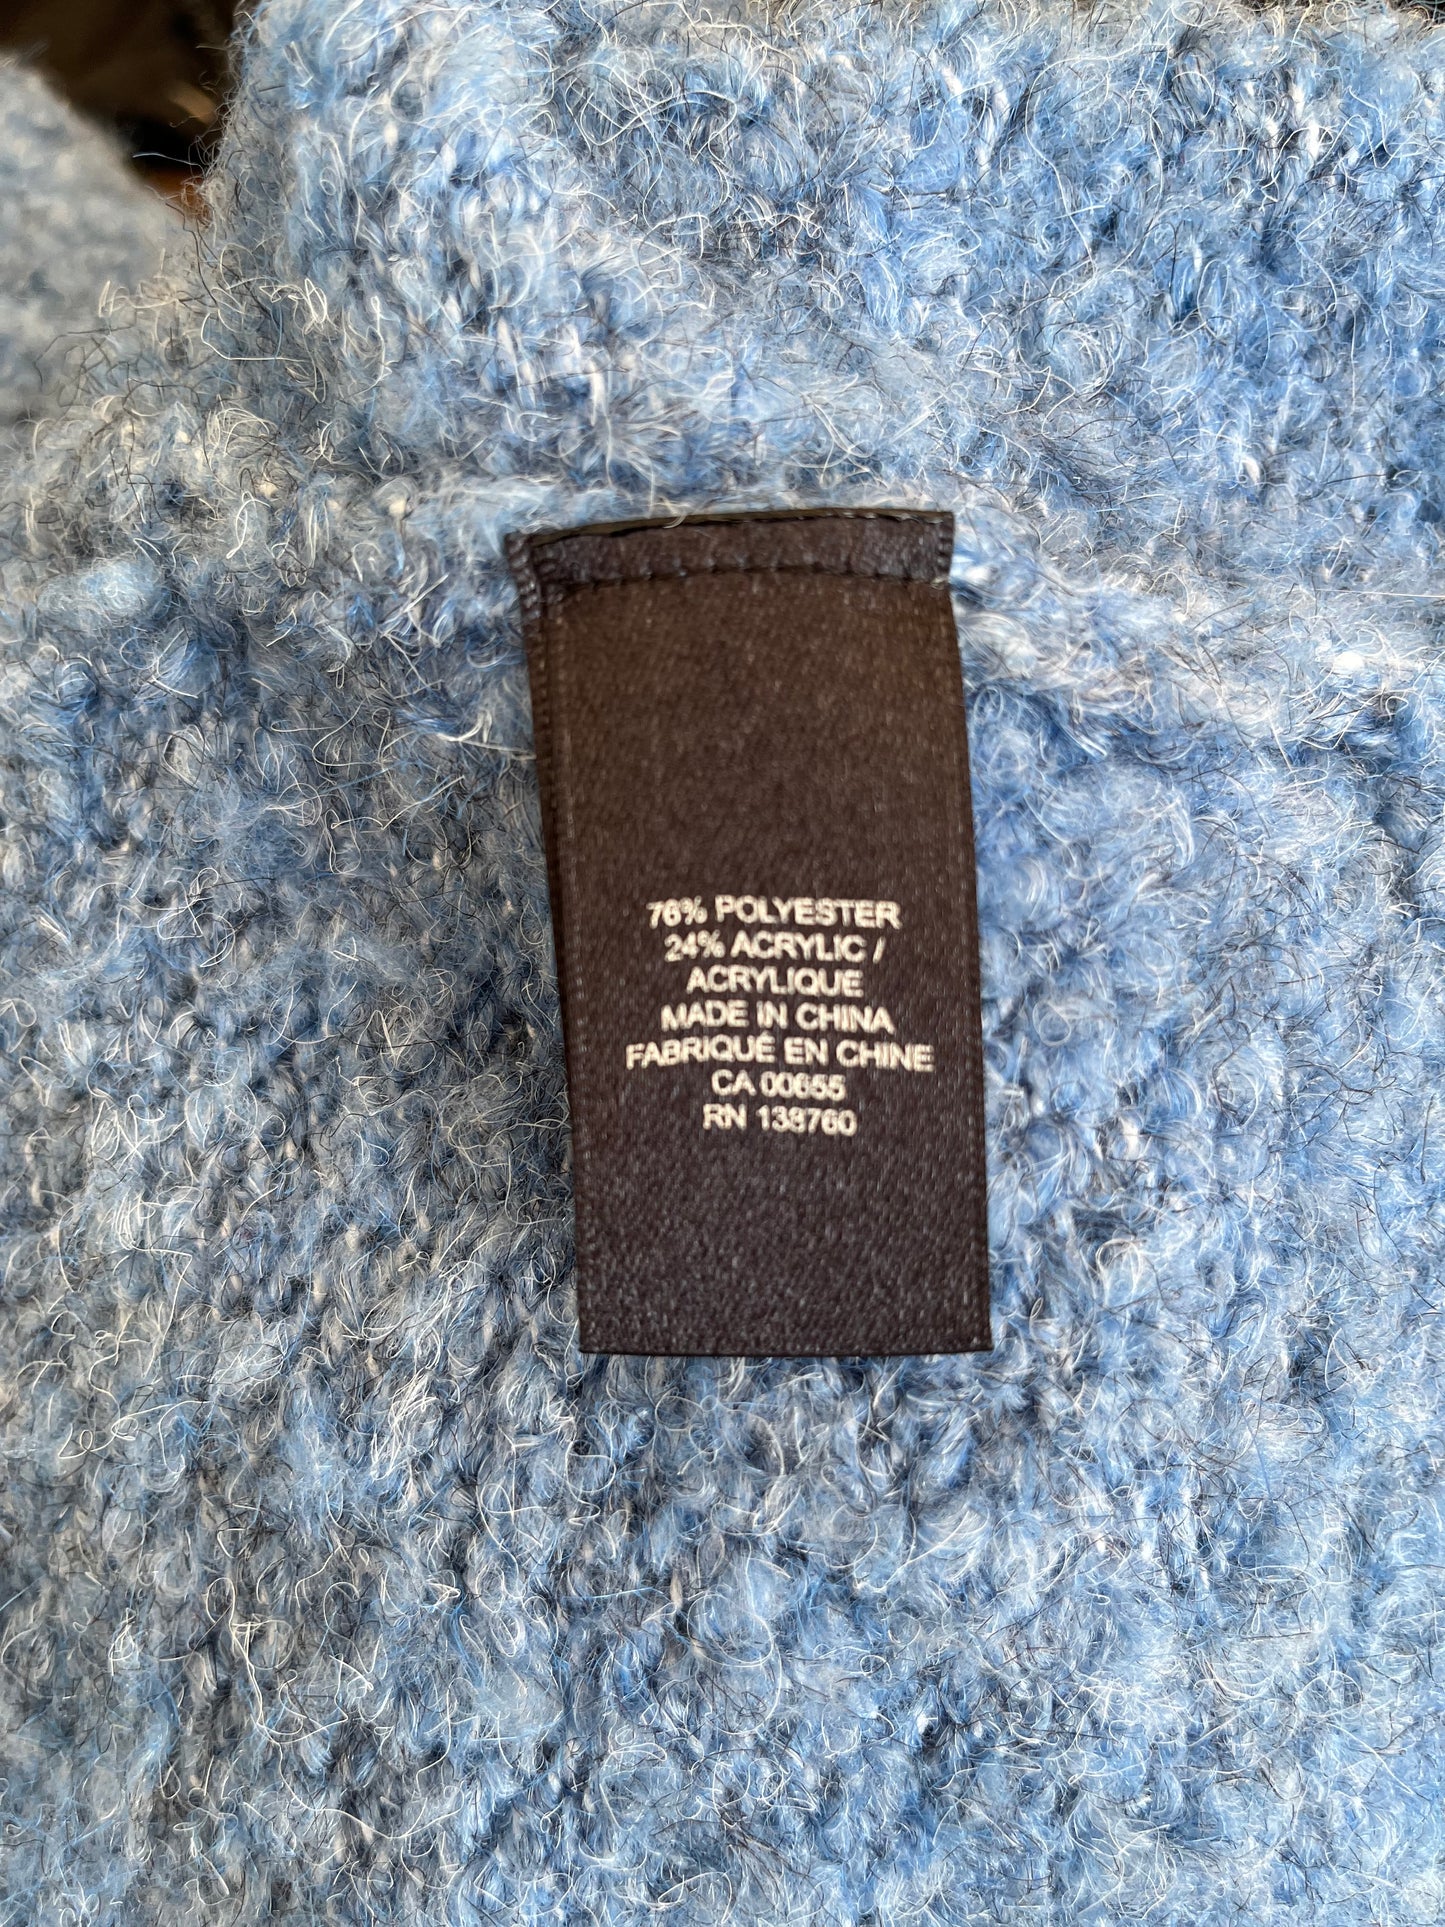 76% POLYESTER
24% ACRYLIC /
ACRYLIQUE
MADE IN CHINA
FABRIQUÉ EN CHINE
CA 00655
RN 138760